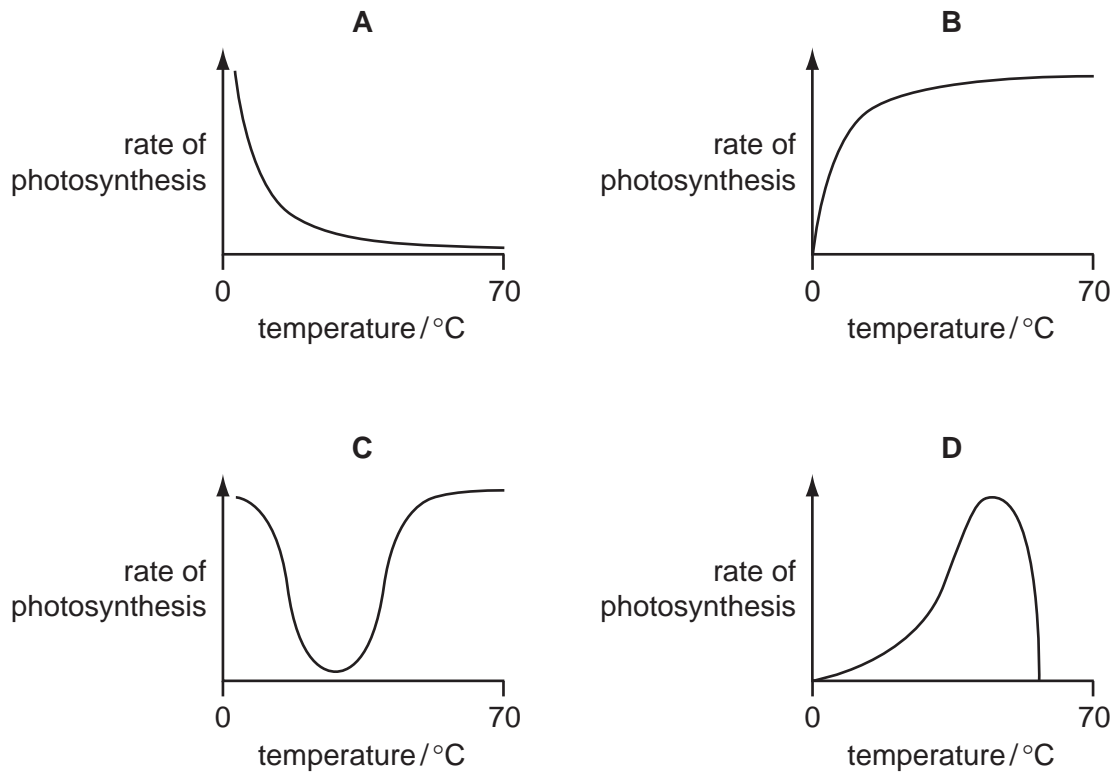 A
rate of
photosynthesis
0
70
temperature / °C
B
rate of
photosynthesis
0
70
temperature / °C
C
rate of
photosynthesis
0
70
temperature / °C
D
rate of
photosynthesis
0
70
temperature / °C